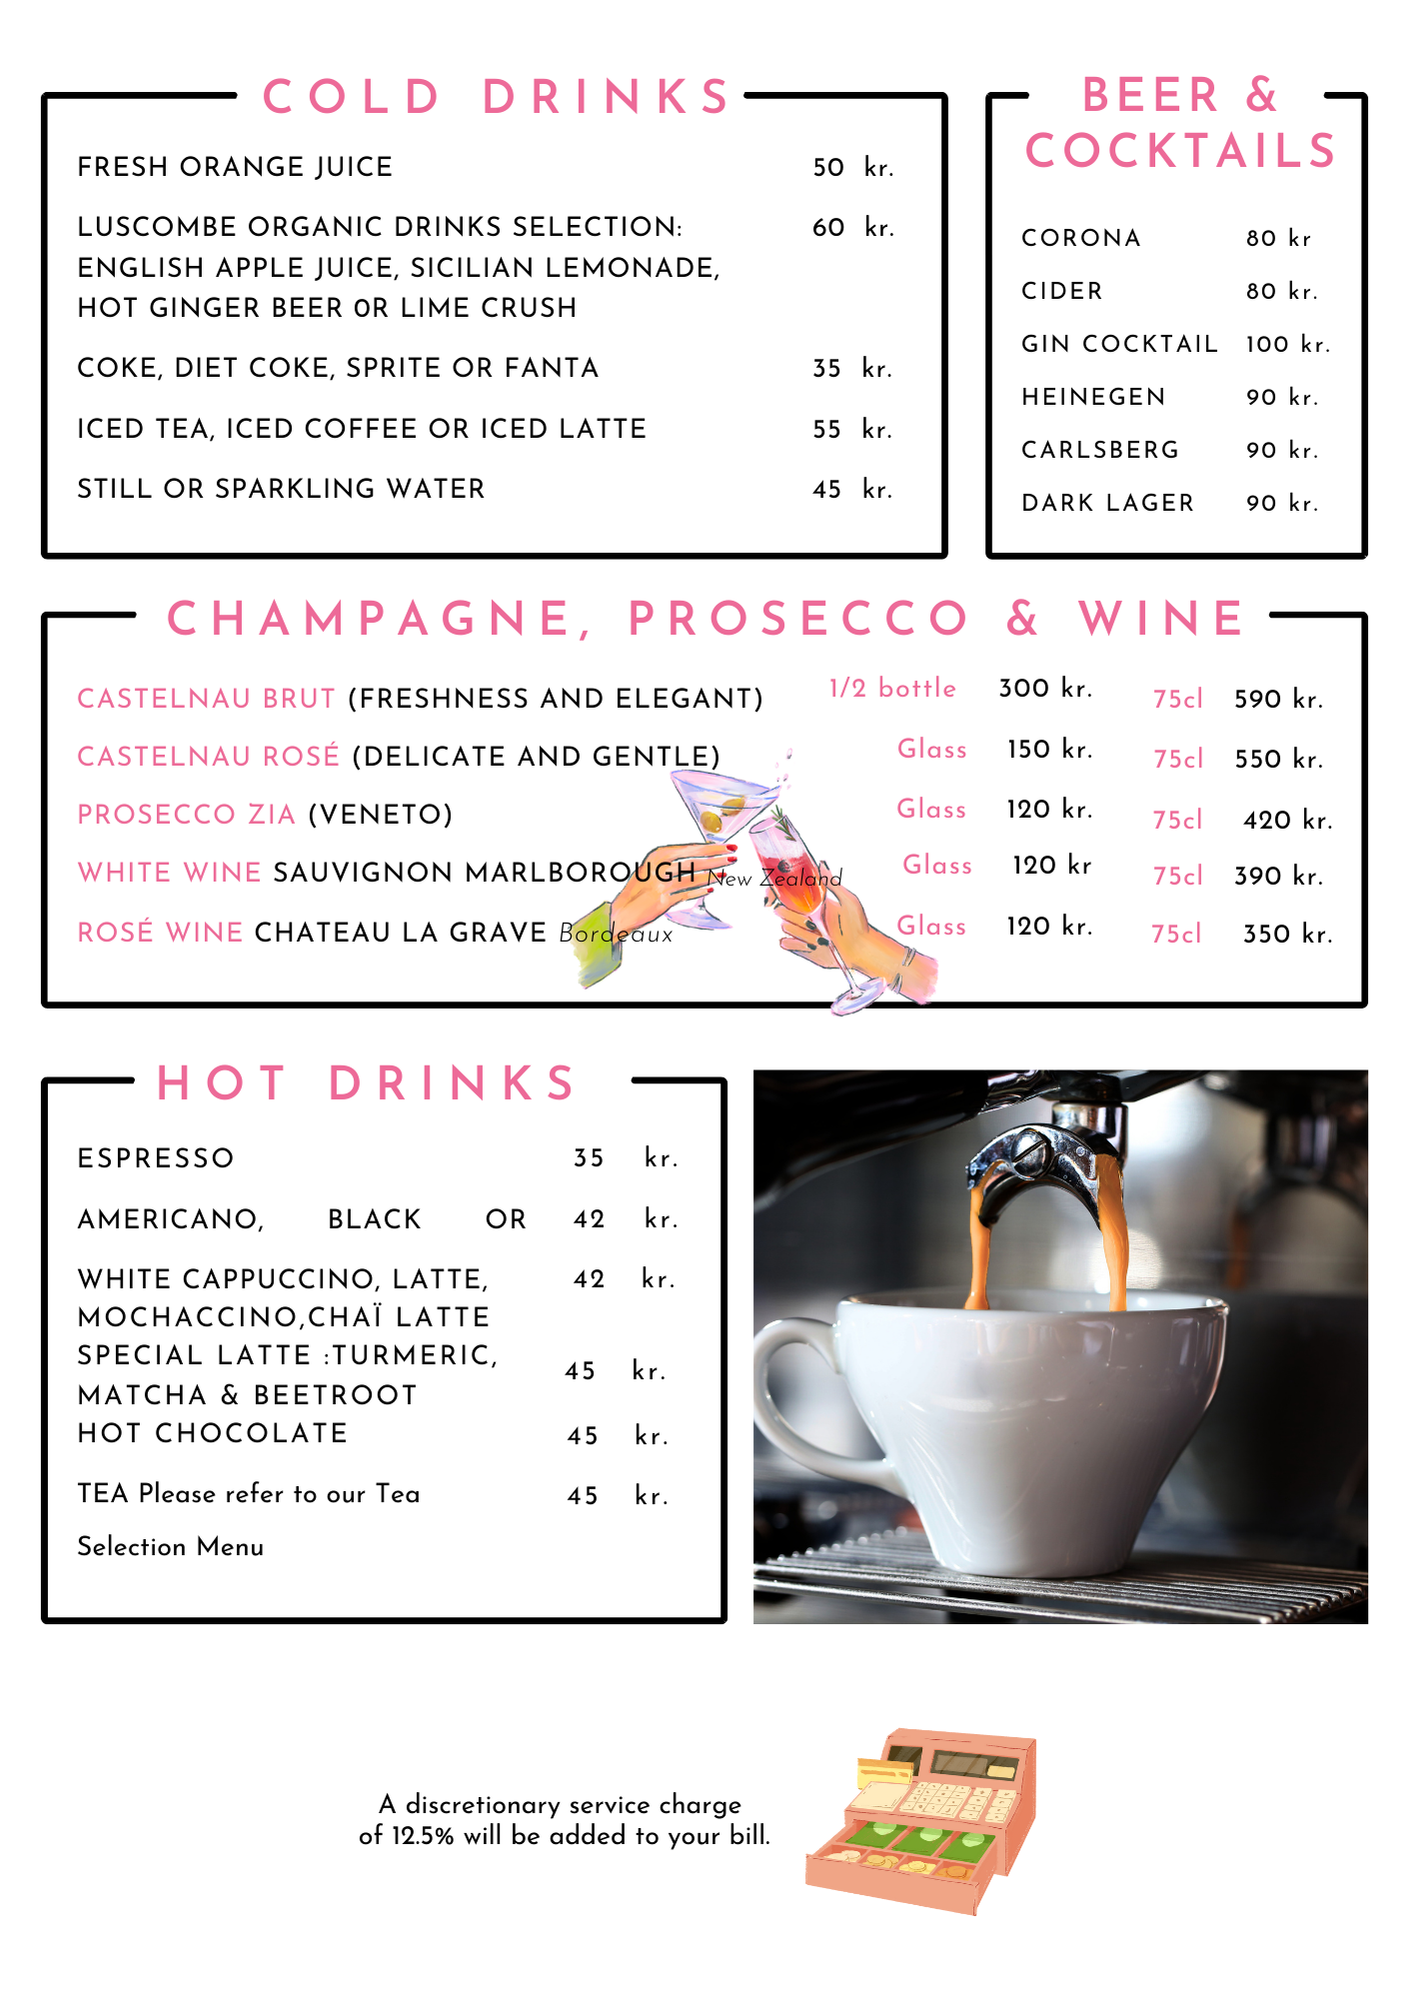 COLD DRINKS
FRESH ORANGE JUICE 50 kr.
LUSCOMBE ORGANIC DRINKS SELECTION: 60 kr.
ENGLISH APPLE JUICE, SICILIAN LEMONADE,
HOT GINGER BEER 0R LIME CRUSH
COKE, DIET COKE, SPRITE OR FANTA 35 kr.
ICED TEA, ICED COFFEE OR ICED LATTE 55 kr.
STILL OR SPARKLING WATER 45 kr.
BEER &
COCKTAILS
CORONA 80 kr
CIDER 80 kr.
GIN COCKTAIL 100 kr.
HEINEGEN 90 kr.
CARLSBERG 90 kr.
DARK LAGER 90 kr.
CHAMPAGNE, PROSECCO & WINE
CASTELNAU BRUT (FRESHNESS AND ELEGANT) 1/2 bottle 300 kr. 75cl 590 kr.
CASTELNAU ROSÉ (DELICATE AND GENTLE) Glass 150 kr. 75cl 550 kr.
PROSECCO ZIA (VENETO) Glass 120 kr. 75cl 420 kr.
WHITE WINE SAUVIGNON MARLBOROUGH New Zealand Glass 120 kr 75cl 390 kr.
ROSÉ WINE CHATEAU LA GRAVE Bordeaux Glass 120 kr. 75cl 350 kr.
HOT DRINKS
ESPRESSO 35 kr.
AMERICANO, BLACK OR 42 kr.
WHITE CAPPUCCINO, LATTE, 42 kr.
MOCHACCINO,CHAÏ LATTE
SPECIAL LATTE :TURMERIC, 45 kr.
MATCHA & BEETROOT
HOT CHOCOLATE 45 kr.
TEA Please refer to our Tea 45 kr.
Selection Menu
A discretionary service charge
of 12.5% will be added to your bill.